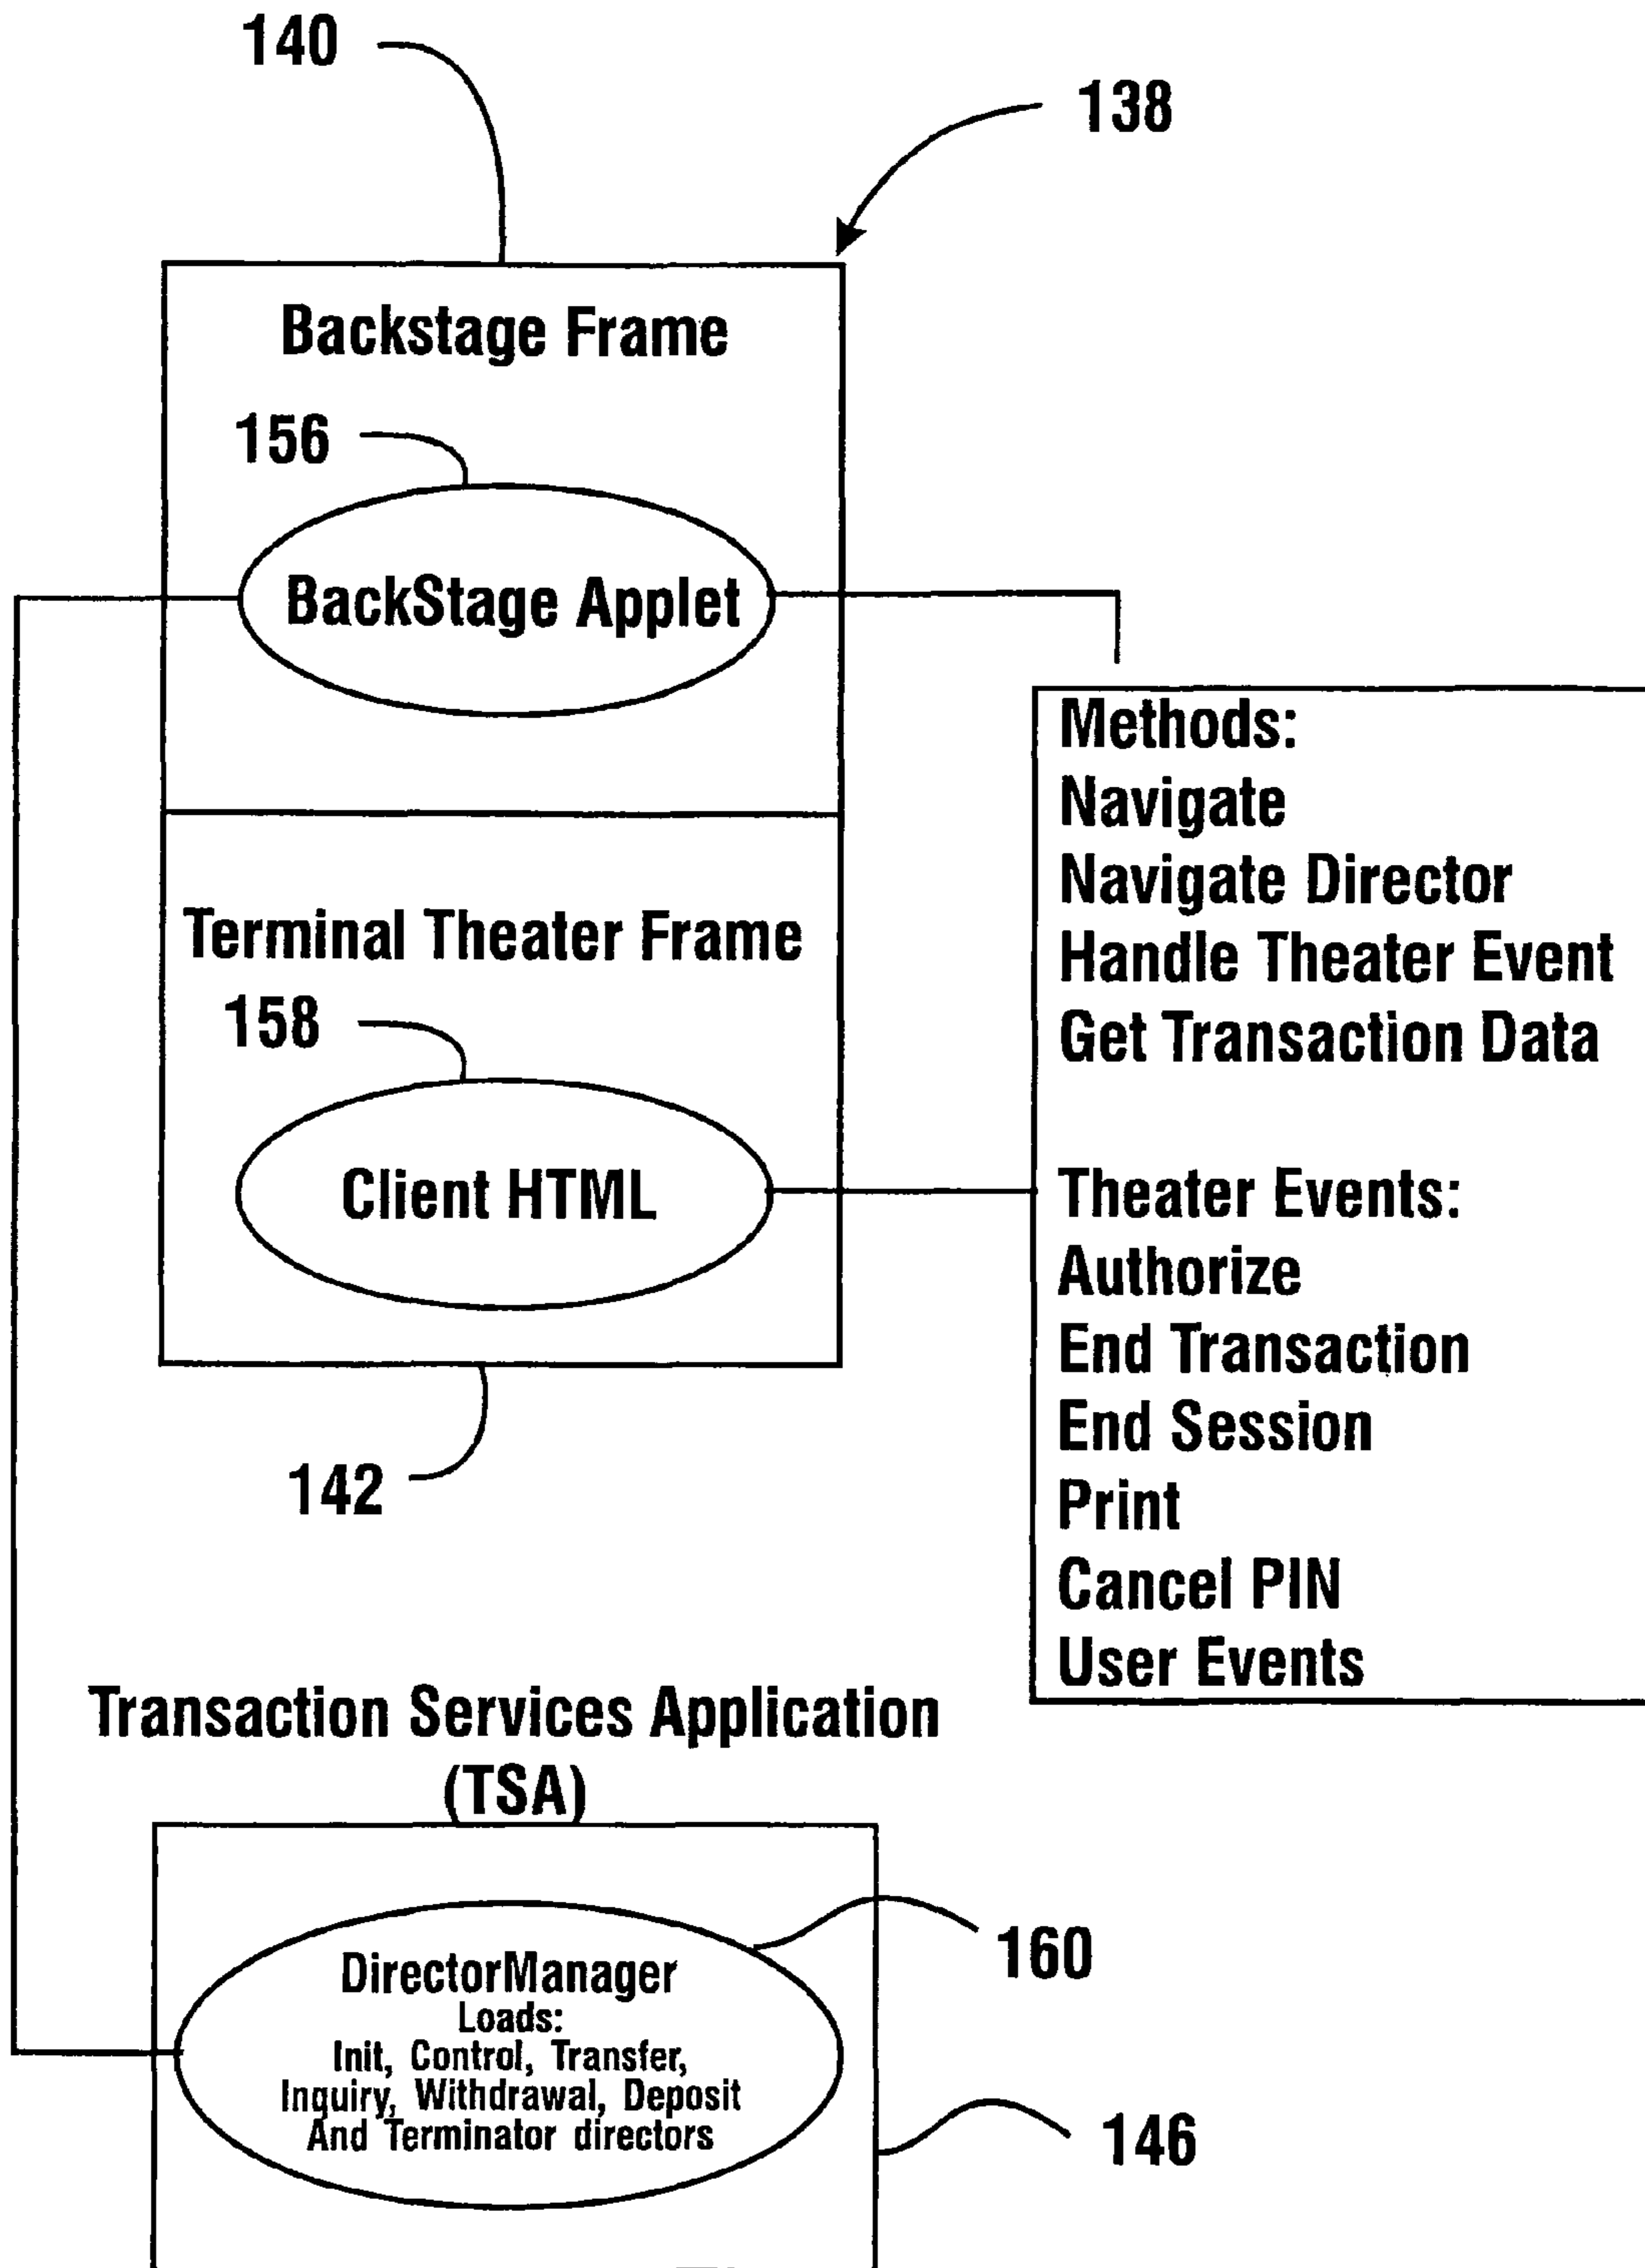 140
138
Backstage Frame
156
BackStage Applet
Methods:
Navigate
Navigate Director
Handle Theater Event
Get Transaction Data
Terminal Theater Frame
158
Client HTML
Theater Events:
Authorize
End Transaction
End Session
Print
Cancel PIN
User Events
142
Transaction Services Application
(TSA)
160
DirectorManager
Loads:
Init, Control, Transfer,
Inquiry, Withdrawal, Deposit
And Terminator directors
146